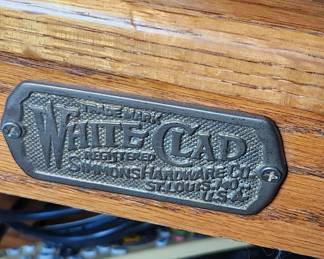 TRADE MARK
WHITE CLAD
REGISTERED
SIMMONS HARDWARE CO.
ST. LOUIS, MO.
U.S.A.